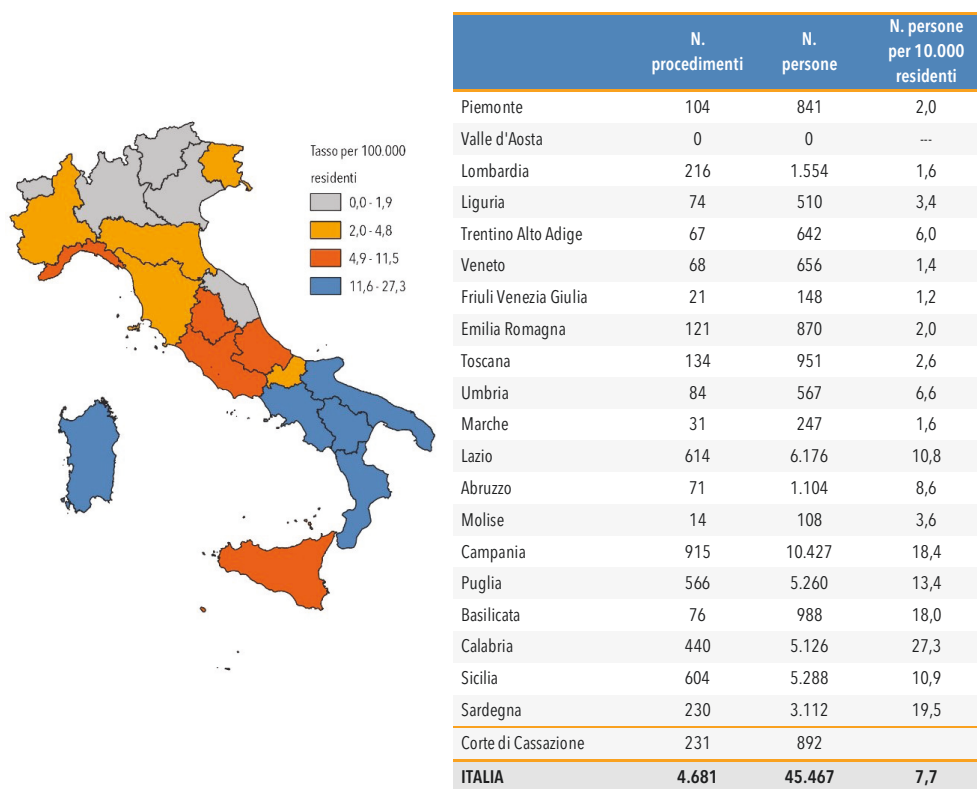 Tasso per 100.000
residenti
0,0 - 1,9
2,0 - 4,8
4,9 - 11,5
11,6 - 27,3
N. procedimenti N. persone N. persone per 10.000 residenti
Piemonte 104 841 2,0
Valle d'Aosta 0 0 ---
Lombardia 216 1.554 1,6
Liguria 74 510 3,4
Trentino Alto Adige 67 642 6,0
Veneto 68 656 1,4
Friuli Venezia Giulia 21 148 1,2
Emilia Romagna 121 870 2,0
Toscana 134 951 2,6
Umbria 84 567 6,6
Marche 31 247 1,6
Lazio 614 6.176 10,8
Abruzzo 71 1.104 8,6
Molise 14 108 3,6
Campania 915 10.427 18,4
Puglia 566 5.260 13,4
Basilicata 76 988 18,0
Calabria 440 5.126 27,3
Sicilia 604 5.288 10,9
Sardegna 230 3.112 19,5
Corte di Cassazione 231 892
ITALIA 4.681 45.467 7,7